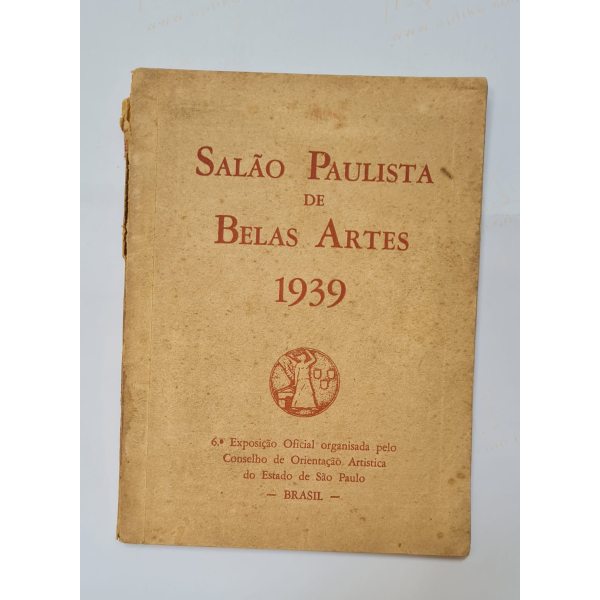 SALÃO PAULISTA
DE
BELAS ARTES
1939
6.ª Exposição Oficial organisada pelo
Conselho de Orientação Artistica
do Estado de São Paulo
— BRASIL —